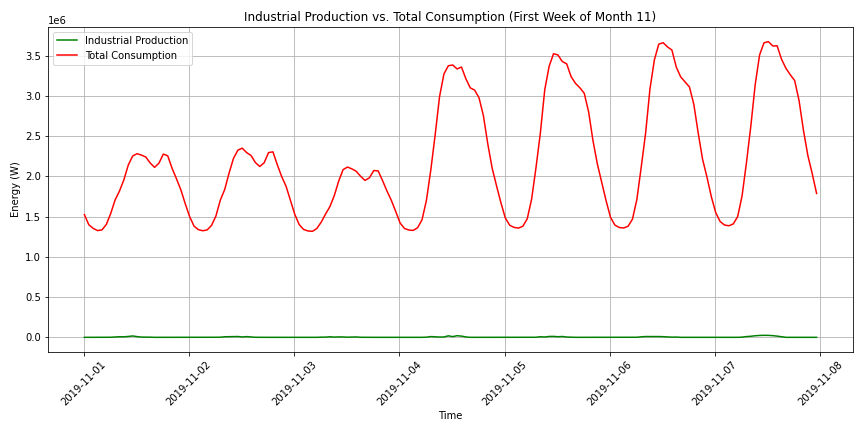 Industrial Production vs. Total Consumption (First Week of Month 11)
1e6
Industrial Production
Total Consumption
3.5
3.0
2.5
2.0
1.5
1.0
0.5
0.0
Energy (W)
2019-11-01
2019-11-02
2019-11-03
2019-11-04
2019-11-05
2019-11-06
2019-11-07
2019-11-08
Time